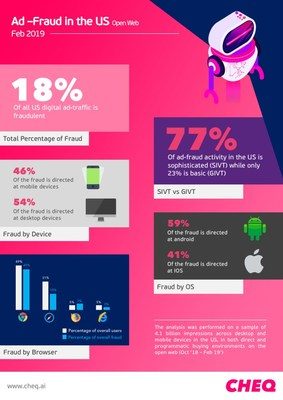 Ad –Fraud in the US Open Web
Feb 2019
18%
Of all US digital ad-traffic is
fraudulent
Total Percentage of Fraud
77%
Of ad-fraud activity in the US is
sophisticated (SIVT) while only
23% is basic (GIVT)
SIVT vs GIVT
46%
Of the fraud is directed
at mobile devices
54%
Of the fraud is directed
at desktop devices
Fraud by Device
59%
Of the fraud is directed
at android
41%
Of the fraud is directed
at IOS
Fraud by OS
Percentage of overall users
Percentage of overall fraud
Fraud by Browser
The analysis was performed on a sample of
4.1 billion impressions across desktop and
mobile devices in the US, in both direct and
programmatic buying environments on the
open web (Oct '18 – Feb '19')
www.cheq.ai
CHEQ